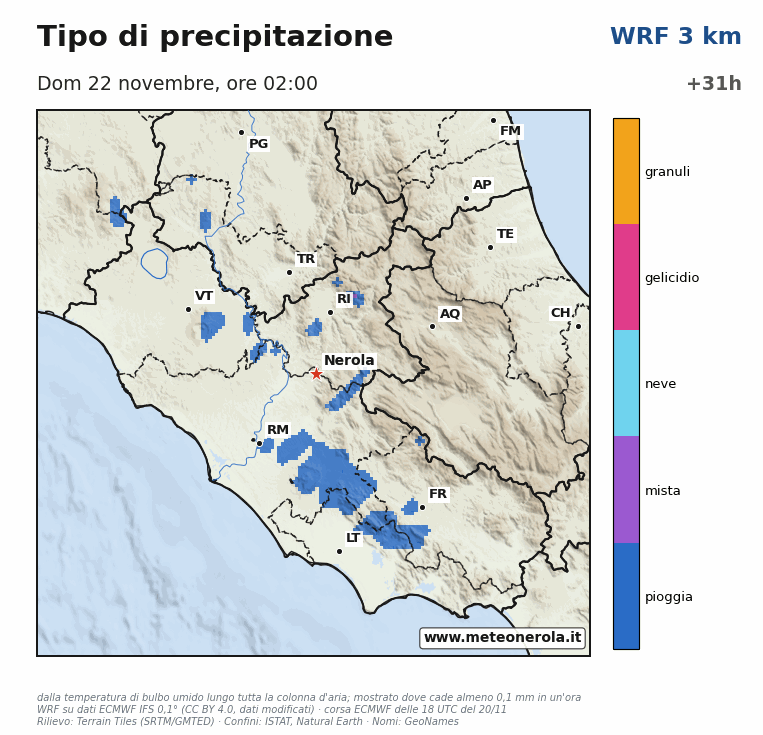 Tipo di precipitazione
WRF 3 km
Dom 22 novembre, ore 02:00
+31h
FM
PG
AP
TE
TR
VT
RI
AQ
CH
Nerola
RM
FR
LT
www.meteonerola.it
granuli
gelicidio
neve
mista
pioggia
dalla temperatura di bulbo umido lungo tutta la colonna d'aria; mostrato dove cade almeno 0,1 mm in un'ora
WRF su dati ECMWF IFS 0,1° (CC BY 4.0, dati modificati) · corsa ECMWF delle 18 UTC del 20/11
Rilievo: Terrain Tiles (SRTM/GMTED) · Confini: ISTAT, Natural Earth · Nomi: GeoNames